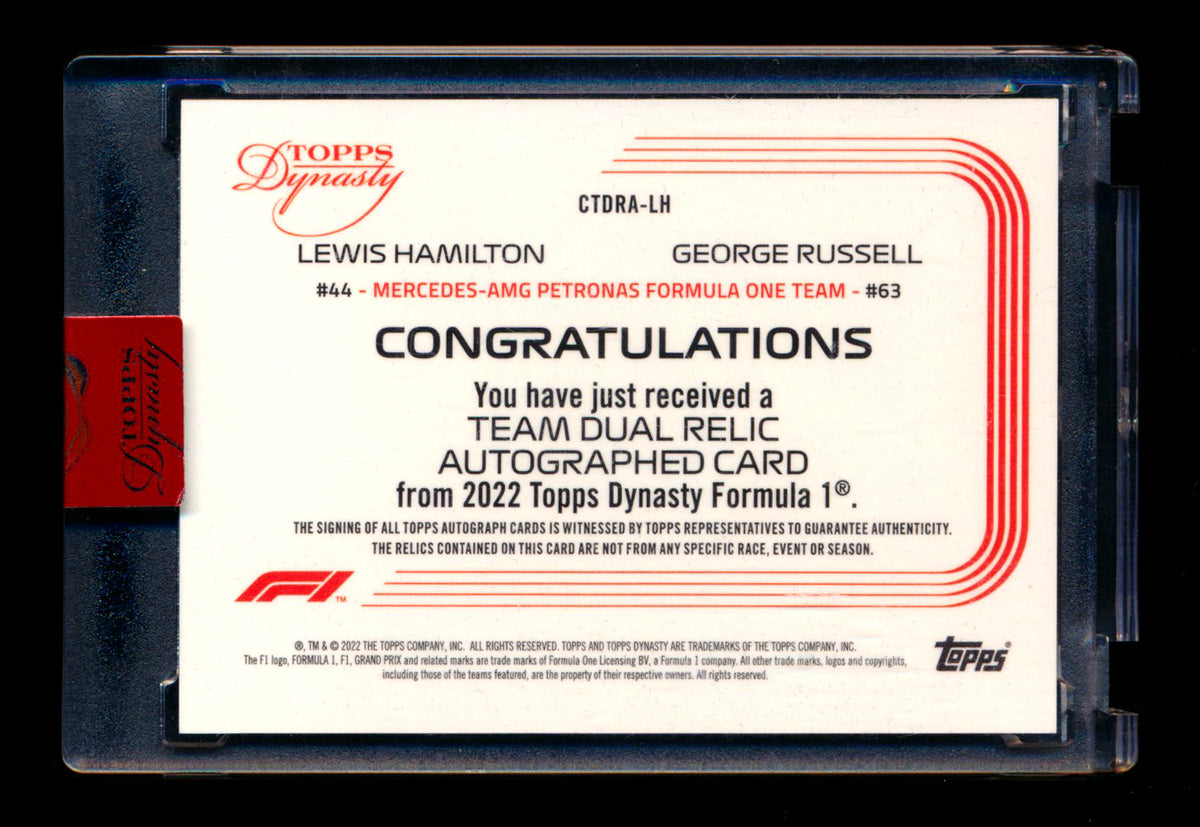 TOPPS
Dynasty
CTDRA-LH
LEWIS HAMILTON GEORGE RUSSELL
#44 - MERCEDES-AMG PETRONAS FORMULA ONE TEAM - #63
CONGRATULATIONS
You have just received a
TEAM DUAL RELIC
AUTOGRAPHED CARD
from 2022 Topps Dynasty Formula 1®.
THE SIGNING OF ALL TOPPS AUTOGRAPH CARDS IS WITNESSED BY TOPPS REPRESENTATIVES TO GUARANTEE AUTHENTICITY.
THE RELICS CONTAINED ON THIS CARD ARE NOT FROM ANY SPECIFIC RACE, EVENT OR SEASON.
TOPPS
Dynasty
F1™
®, TM & © 2022 THE TOPPS COMPANY, INC. ALL RIGHTS RESERVED. TOPPS AND TOPPS DYNASTY ARE TRADEMARKS OF THE TOPPS COMPANY, INC.
The F1 logo, FORMULA 1, F1, GRAND PRIX and related marks are trade marks of Formula One Licensing BV, a Formula 1 company. All other trade marks, logos and copyrights,
including those of the teams featured, are the property of their respective owners. All rights reserved.
topps®